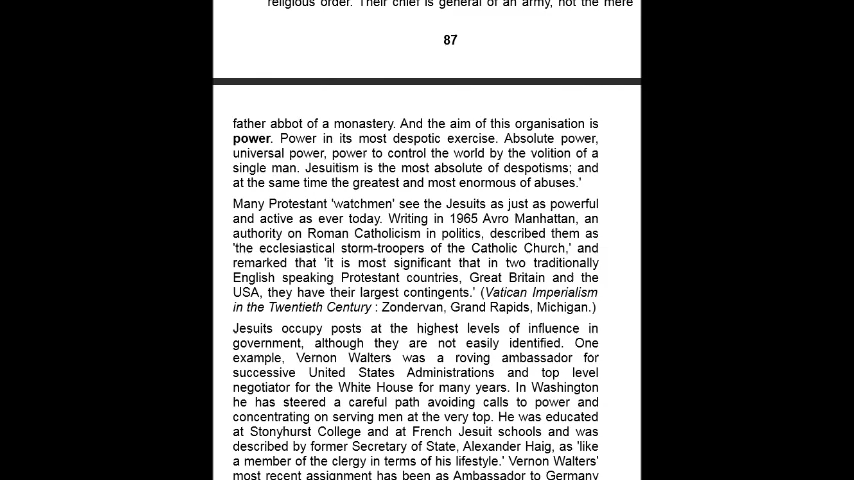 religious order. Their chief is general of an army, not the mere
87
father abbot of a monastery. And the aim of this organisation is
power. Power in its most despotic exercise. Absolute power,
universal power, power to control the world by the volition of a
single man. Jesuitism is the most absolute of despotisms; and
at the same time the greatest and most enormous of abuses.'
Many Protestant 'watchmen' see the Jesuits as just as powerful
and active as ever today. Writing in 1965 Avro Manhattan, an
authority on Roman Catholicism in politics, described them as
'the ecclesiastical storm-troopers of the Catholic Church,' and
remarked that 'it is most significant that in two traditionally
English speaking Protestant countries, Great Britain and the
USA, they have their largest contingents.' (Vatican Imperialism
in the Twentieth Century : Zondervan, Grand Rapids, Michigan.)
Jesuits occupy posts at the highest levels of influence in
government, although they are not easily identified. One
example, Vernon Walters was a roving ambassador for
successive United States Administrations and top level
negotiator for the White House for many years. In Washington
he has steered a careful path avoiding calls to power and
concentrating on serving men at the very top. He was educated
at Stonyhurst College and at French Jesuit schools and was
described by former Secretary of State, Alexander Haig, as 'like
a member of the clergy in terms of his lifestyle.' Vernon Walters'
most recent assignment has been as Ambassador to Germany